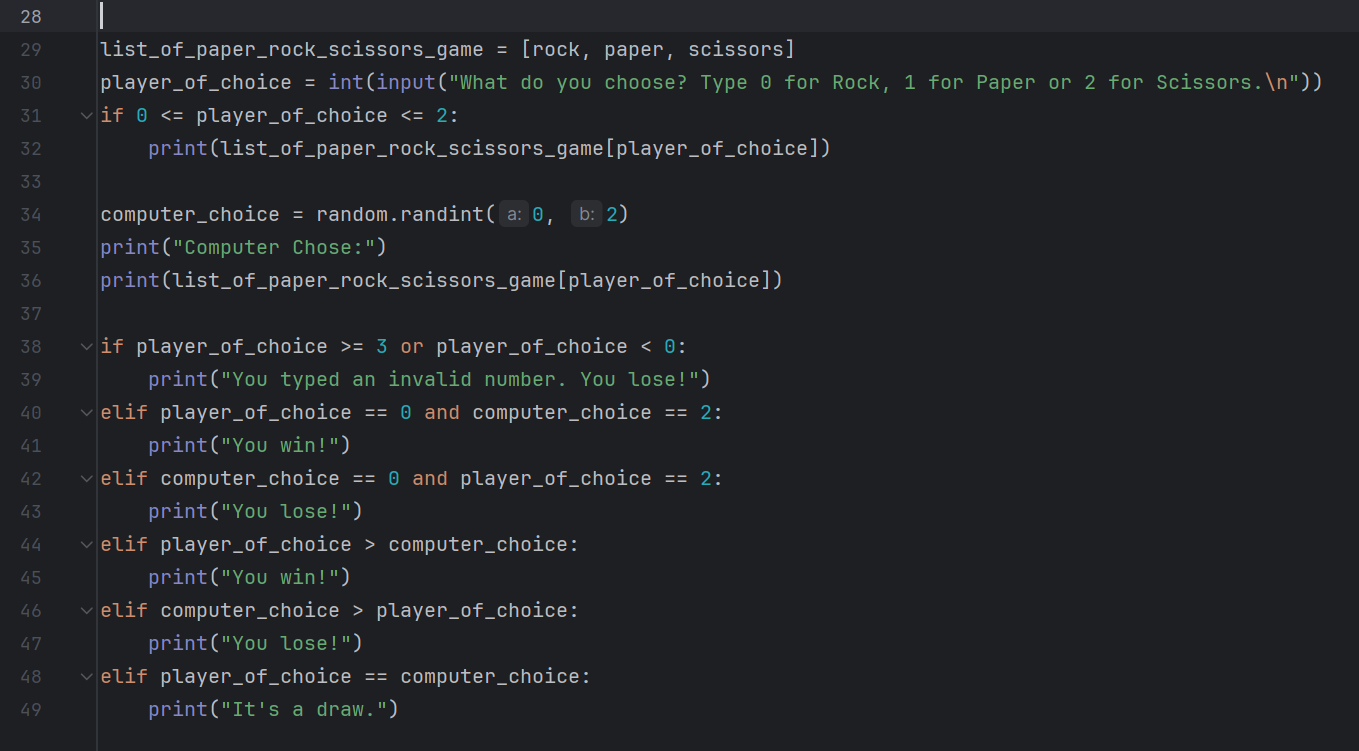 28
29 list_of_paper_rock_scissors_game = [rock, paper, scissors]
30 player_of_choice = int(input("What do you choose? Type 0 for Rock, 1 for Paper or 2 for Scissors.\n"))
31 if 0 <= player_of_choice <= 2:
32     print(list_of_paper_rock_scissors_game[player_of_choice])
33
34 computer_choice = random.randint( a: 0, b: 2)
35 print("Computer Chose:")
36 print(list_of_paper_rock_scissors_game[player_of_choice])
37
38 if player_of_choice >= 3 or player_of_choice < 0:
39     print("You typed an invalid number. You lose!")
40 elif player_of_choice == 0 and computer_choice == 2:
41     print("You win!")
42 elif computer_choice == 0 and player_of_choice == 2:
43     print("You lose!")
44 elif player_of_choice > computer_choice:
45     print("You win!")
46 elif computer_choice > player_of_choice:
47     print("You lose!")
48 elif player_of_choice == computer_choice:
49     print("It's a draw.")